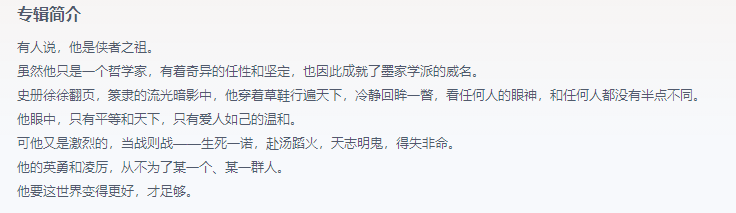 专辑简介
有人说，他是侠者之祖。
虽然他只是一个哲学家，有着奇异的任性和坚定，也因此成就了墨家学派的威名。
史册徐徐翻页，篆隶的流光暗影中，他穿着草鞋行遍天下，冷静回眸一瞥，看任何人的眼神，和任何人都没有半点不同。
他眼中，只有平等和天下，只有爱人如己的温和。
可他又是激烈的，当战则战——生死一诺，赴汤蹈火，天志明鬼，得失非命。
他的英勇和凌厉，从不为了某一个、某一群人。
他要这世界变得更好，才足够。